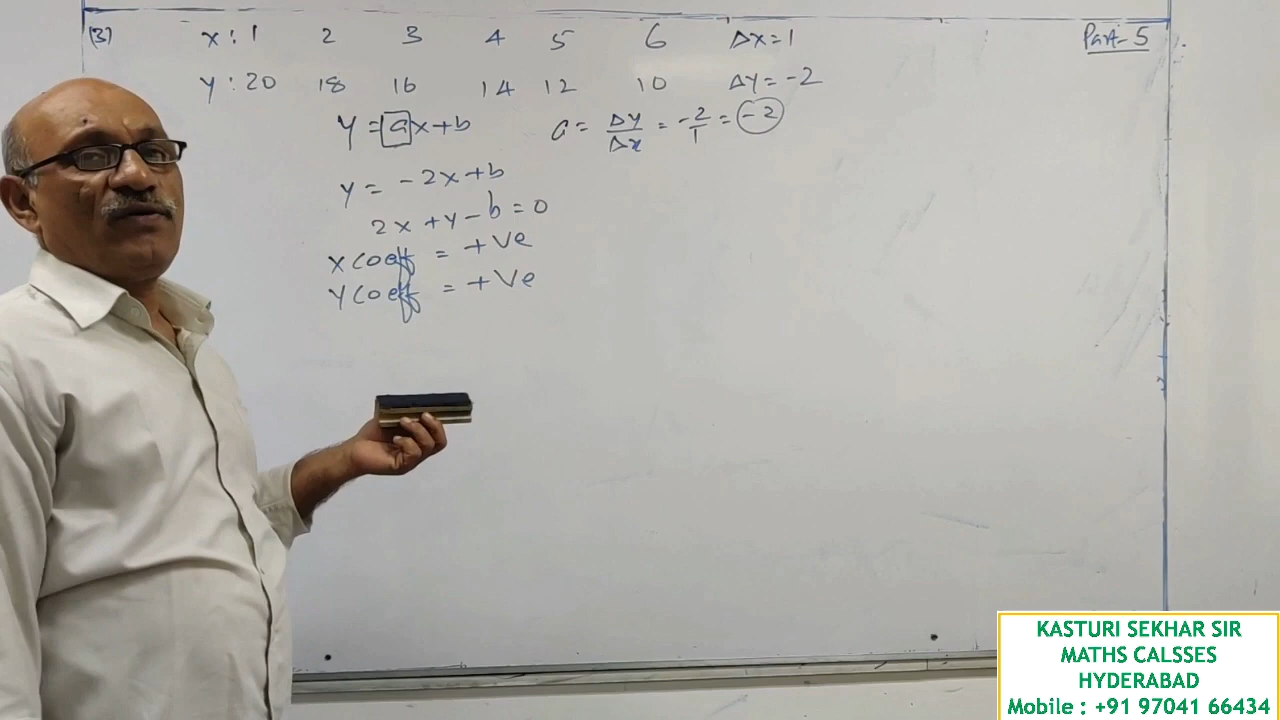 (3) x : 1 2 3 4 5 6 Δx = 1 Part-5
y : 20 18 16 14 12 10 Δy = -2
y = ax+b a = Δy/Δx = -2/1 = -2
y = -2x+b
2x+y-b = 0
x Coeff = +Ve
y Coeff = +Ve
KASTURI SEKHAR SIR
MATHS CALSSES
HYDERABAD
Mobile : +91 97041 66434